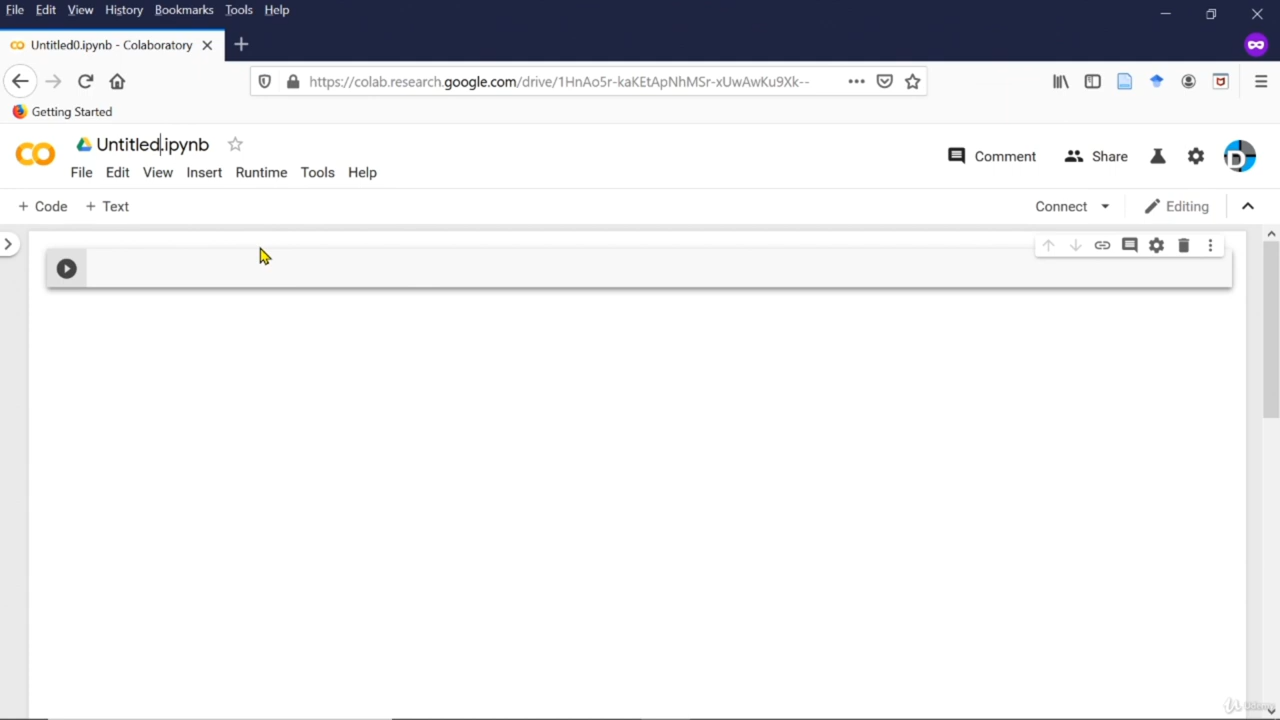 File Edit View History Bookmarks Tools Help
Untitled0.ipynb - Colaboratory
https://colab.research.google.com/drive/1HnAo5r-kaKEtApNhMSr-xUwAwKu9Xk--
Getting Started
Untitled.ipynb
File Edit View Insert Runtime Tools Help
Comment Share
+ Code + Text
Connect Editing